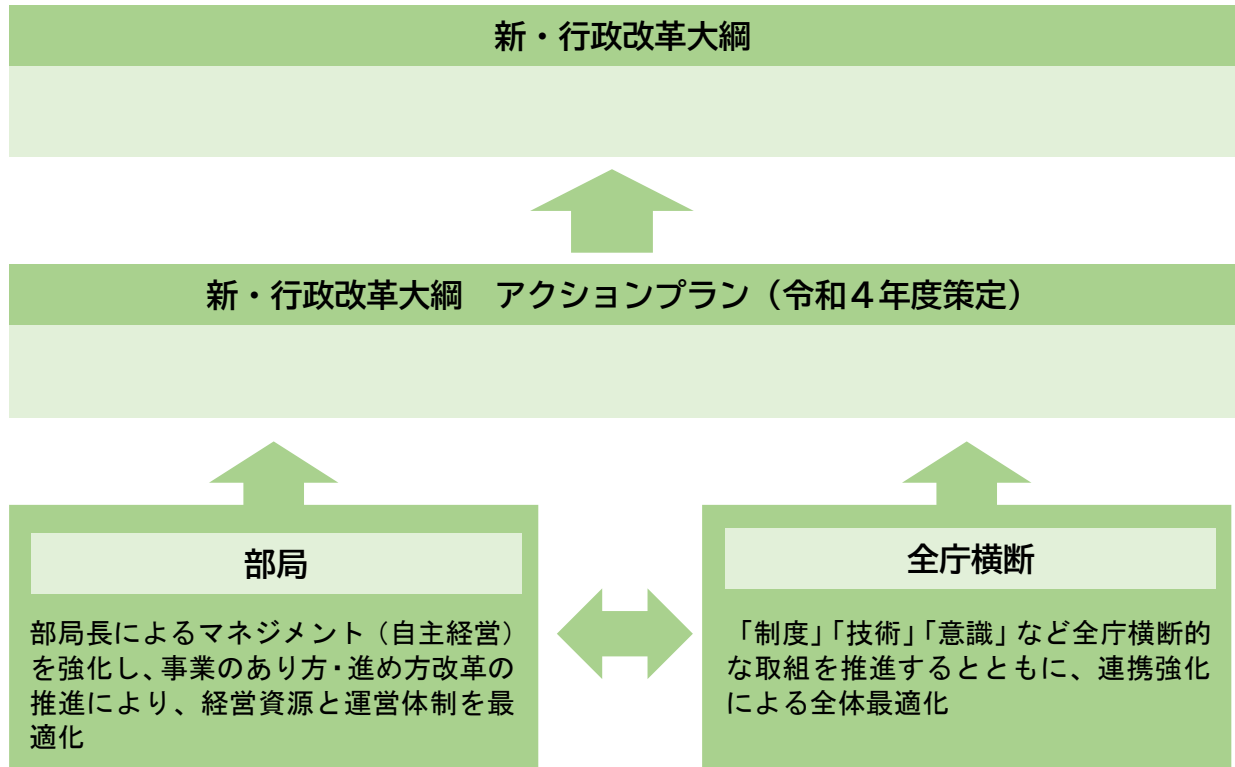 新・行政改革大綱
新・行政改革大綱　アクションプラン（令和４年度策定）
部局
部局長によるマネジメント（自主経営）
を強化し、事業のあり方・進め方改革の
推進により、経営資源と運営体制を最
適化
全庁横断
「制度」「技術」「意識」など全庁横断的
な取組を推進するとともに、連携強化
による全体最適化